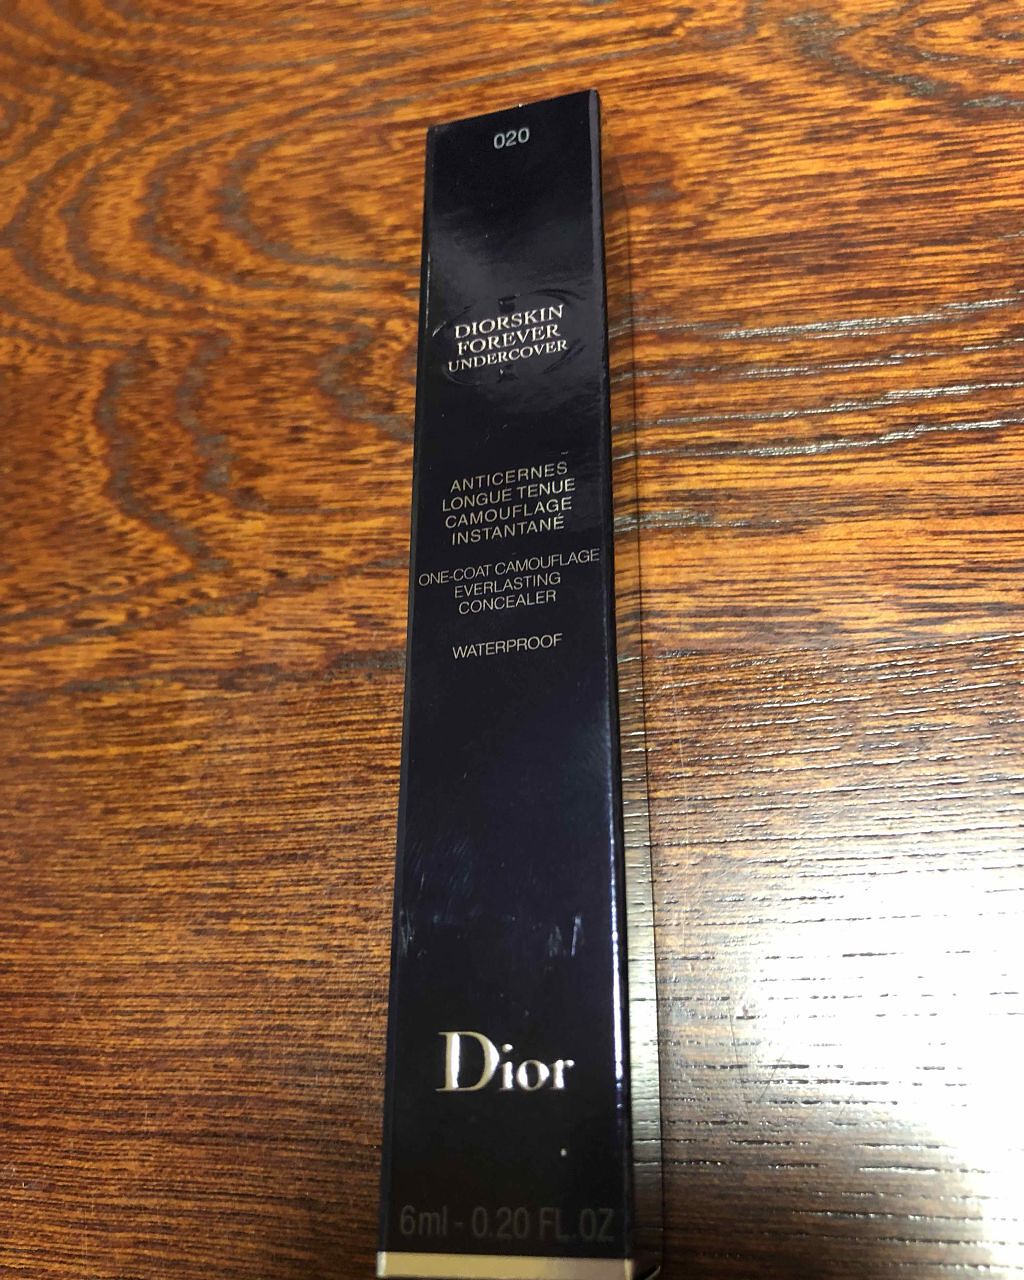 020
DIORSKIN
FOREVER
UNDERCOVER
ANTICERNES
LONGUE TENUE
CAMOUFLAGE
INSTANTANÉ
ONE-COAT CAMOUFLAGE
EVERLASTING
CONCEALER
WATERPROOF
Dior
6ml - 0.20 FL.OZ